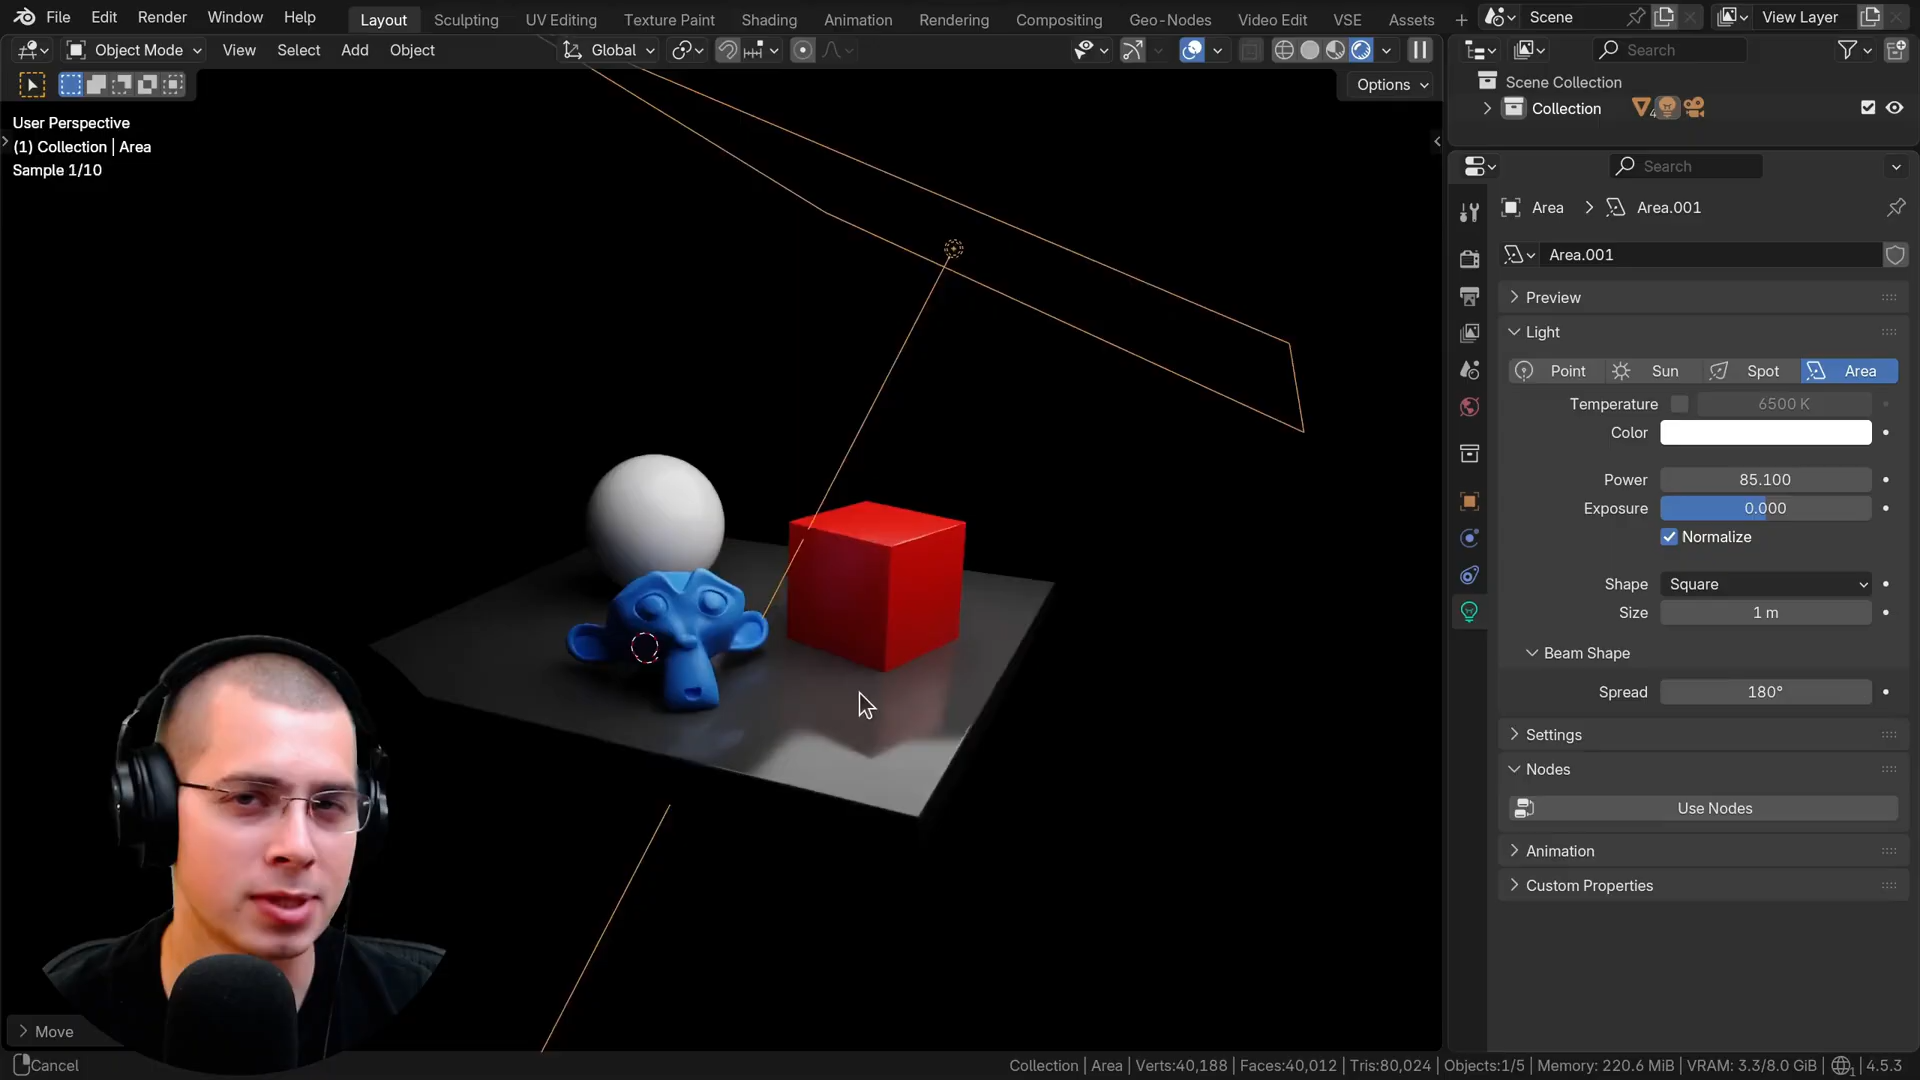 File Edit Render Window Help
Layout Sculpting UV Editing Texture Paint Shading Animation Rendering Compositing Geo-Nodes Video Edit VSE Assets
Scene
View Layer
Object Mode View Select Add Object
Global
Search
Options
Scene Collection
Collection
4
User Perspective
(1) Collection | Area
Sample 1/10
Search
Area Area.001
Area.001
Preview
Light
Point Sun Spot Area
Temperature 6500 K
Color
Power 85.100
Exposure 0.000
Normalize
Shape Square
Size 1 m
Beam Shape
Spread 180°
Settings
Nodes
Use Nodes
Animation
Custom Properties
Move
Cancel
Collection | Area | Verts:40,188 | Faces:40,012 | Tris:80,024 | Objects:1/5 | Memory: 220.6 MiB | VRAM: 3.3/8.0 GiB | 1 | 4.5.3